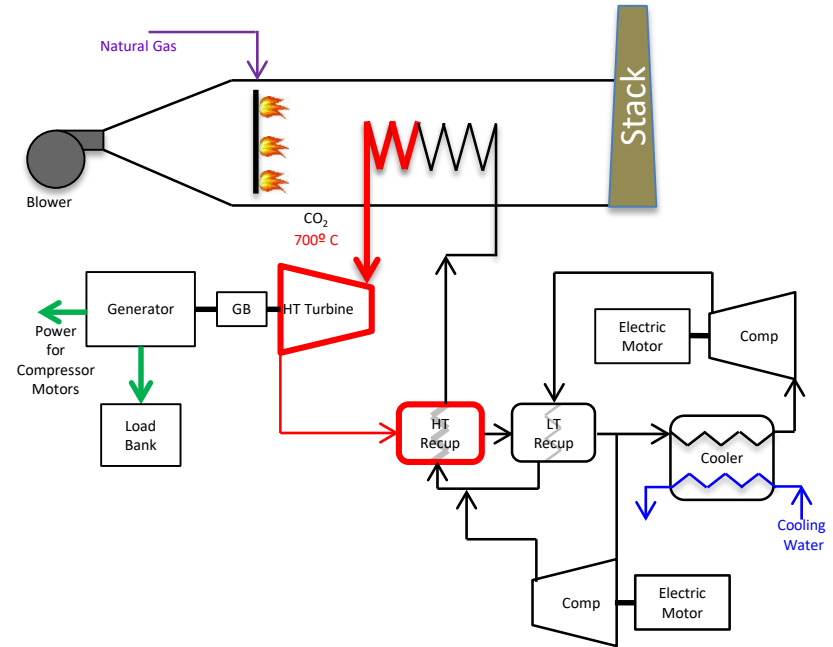 Natural Gas
Stack
Blower
CO2
700º C
Generator
GB
HT Turbine
Electric
Motor
Comp
Power
for
Compressor
Motors
Load
Bank
HT
Recup
LT
Recup
Cooler
Cooling
Water
Comp
Electric
Motor